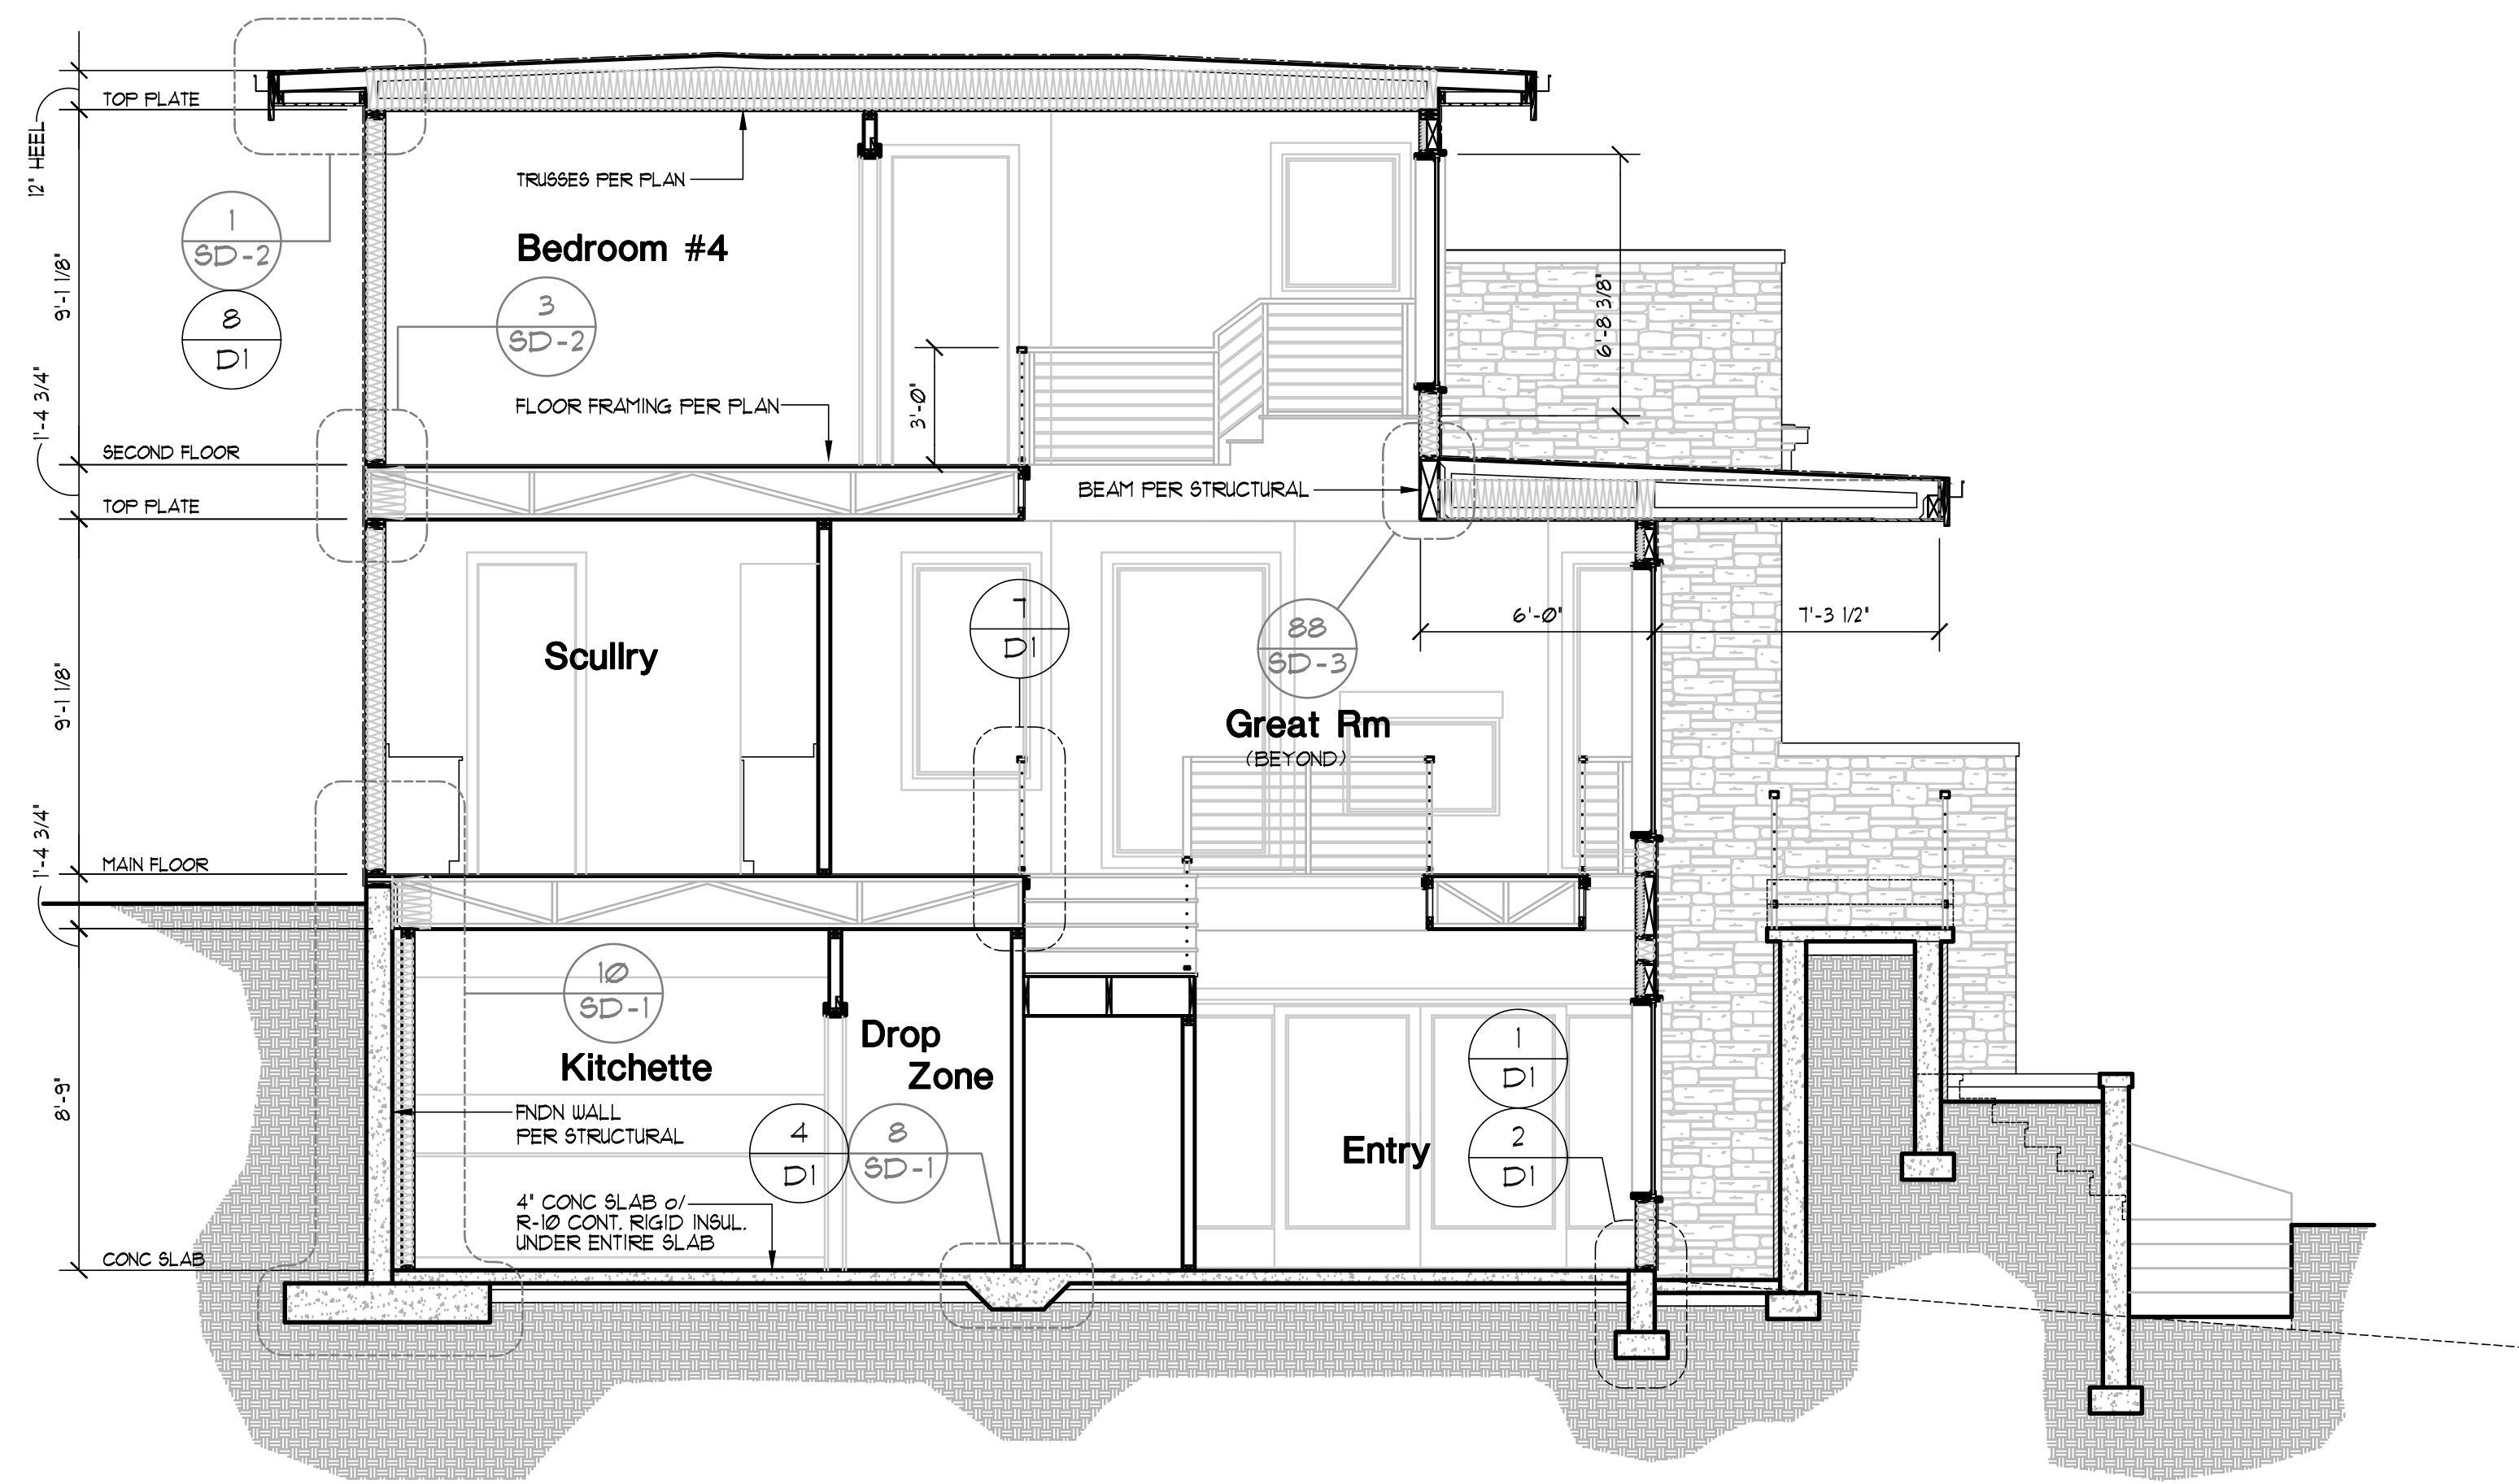 TOP PLATE
12" HEEL
TRUSSES PER PLAN
1
SD-2
8
D1
9'-1 1/8"
Bedroom #4
3
SD-2
6'-8 3/8"
1'-4 3/4"
FLOOR FRAMING PER PLAN
3'-0"
SECOND FLOOR
BEAM PER STRUCTURAL
TOP PLATE
7
D1
88
SD-3
6'-0"
7'-3 1/2"
Scullry
9'-1 1/8"
Great Rm
(BEYOND)
1'-4 3/4"
MAIN FLOOR
10
SD-1
Drop
Zone
Kitchette
1
D1
8'-9"
FNDN WALL
PER STRUCTURAL
4
D1
8
SD-1
Entry
2
D1
4" CONC SLAB o/
R-10 CONT. RIGID INSUL.
UNDER ENTIRE SLAB
CONC SLAB